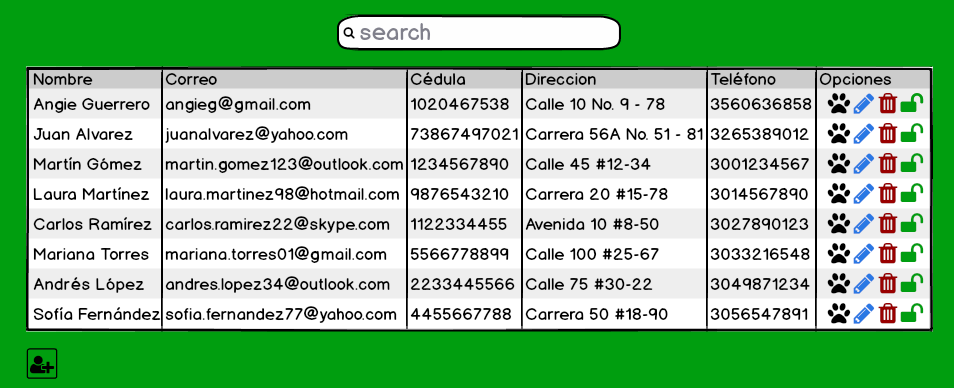 search
Nombre Correo Cédula Direccion Teléfono Opciones
Angie Guerrero angieg@gmail.com 1020467538 Calle 10 No. 9 - 78 3560636858
Juan Alvarez juanalvarez@yahoo.com 73867497021 Carrera 56A No. 51 - 81 3265389012
Martín Gómez martin.gomez123@outlook.com 1234567890 Calle 45 #12-34 3001234567
Laura Martínez laura.martinez98@hotmail.com 9876543210 Carrera 20 #15-78 3014567890
Carlos Ramírez carlos.ramirez22@skype.com 1122334455 Avenida 10 #8-50 3027890123
Mariana Torres mariana.torres01@gmail.com 5566778899 Calle 100 #25-67 3033216548
Andrés López andres.lopez34@outlook.com 2233445566 Calle 75 #30-22 3049871234
Sofía Fernández sofia.fernandez77@yahoo.com 4455667788 Carrera 50 #18-90 3056547891